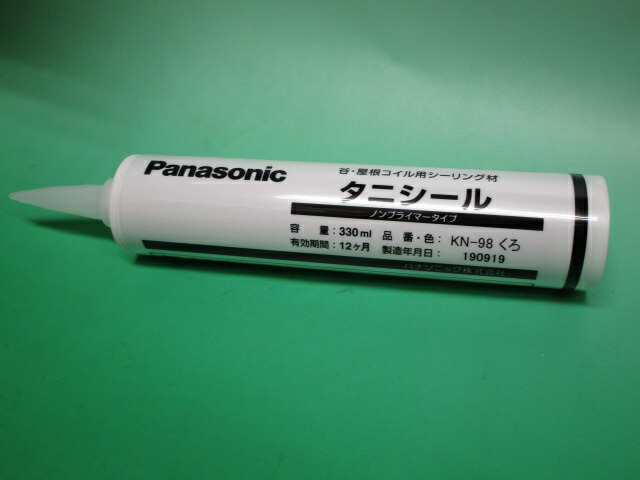 Panasonic
谷・屋根コイル用シーリング材
タニシール
ノンプライマータイプ
容 量：330ml 品 番・色： KN-98 くろ
有効期間：12ヶ月 製造年月日： 190919
パナソニック株式会社